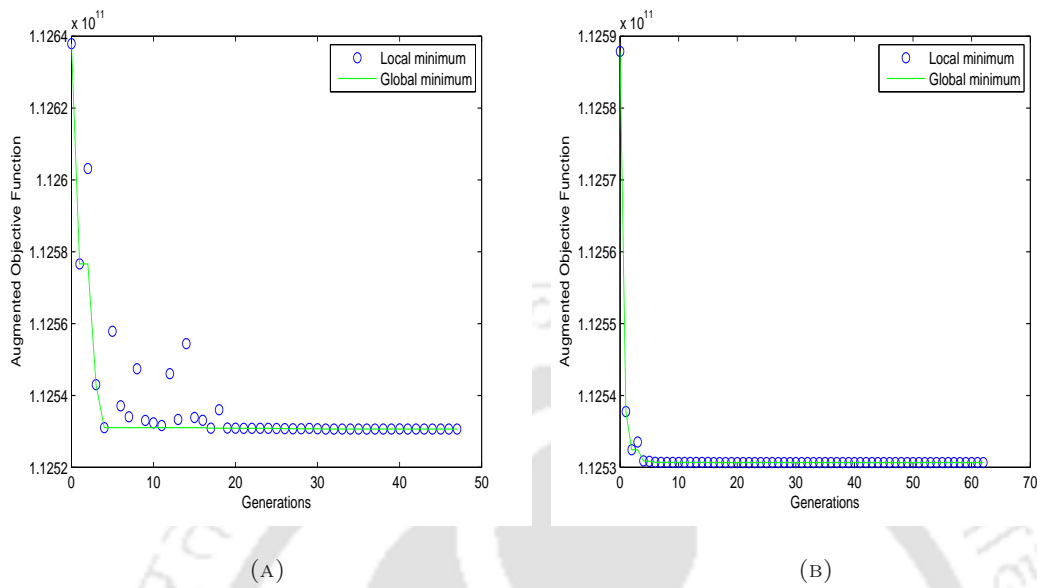 x 10^11
1.1264
1.1262
1.126
1.1258
1.1256
1.1254
1.1252
Augmented Objective Function
0 10 20 30 40 50
Generations
Local minimum
Global minimum
(A)
x 10^11
1.1259
1.1258
1.1257
1.1256
1.1255
1.1254
1.1253
Augmented Objective Function
0 10 20 30 40 50 60 70
Generations
Local minimum
Global minimum
(B)